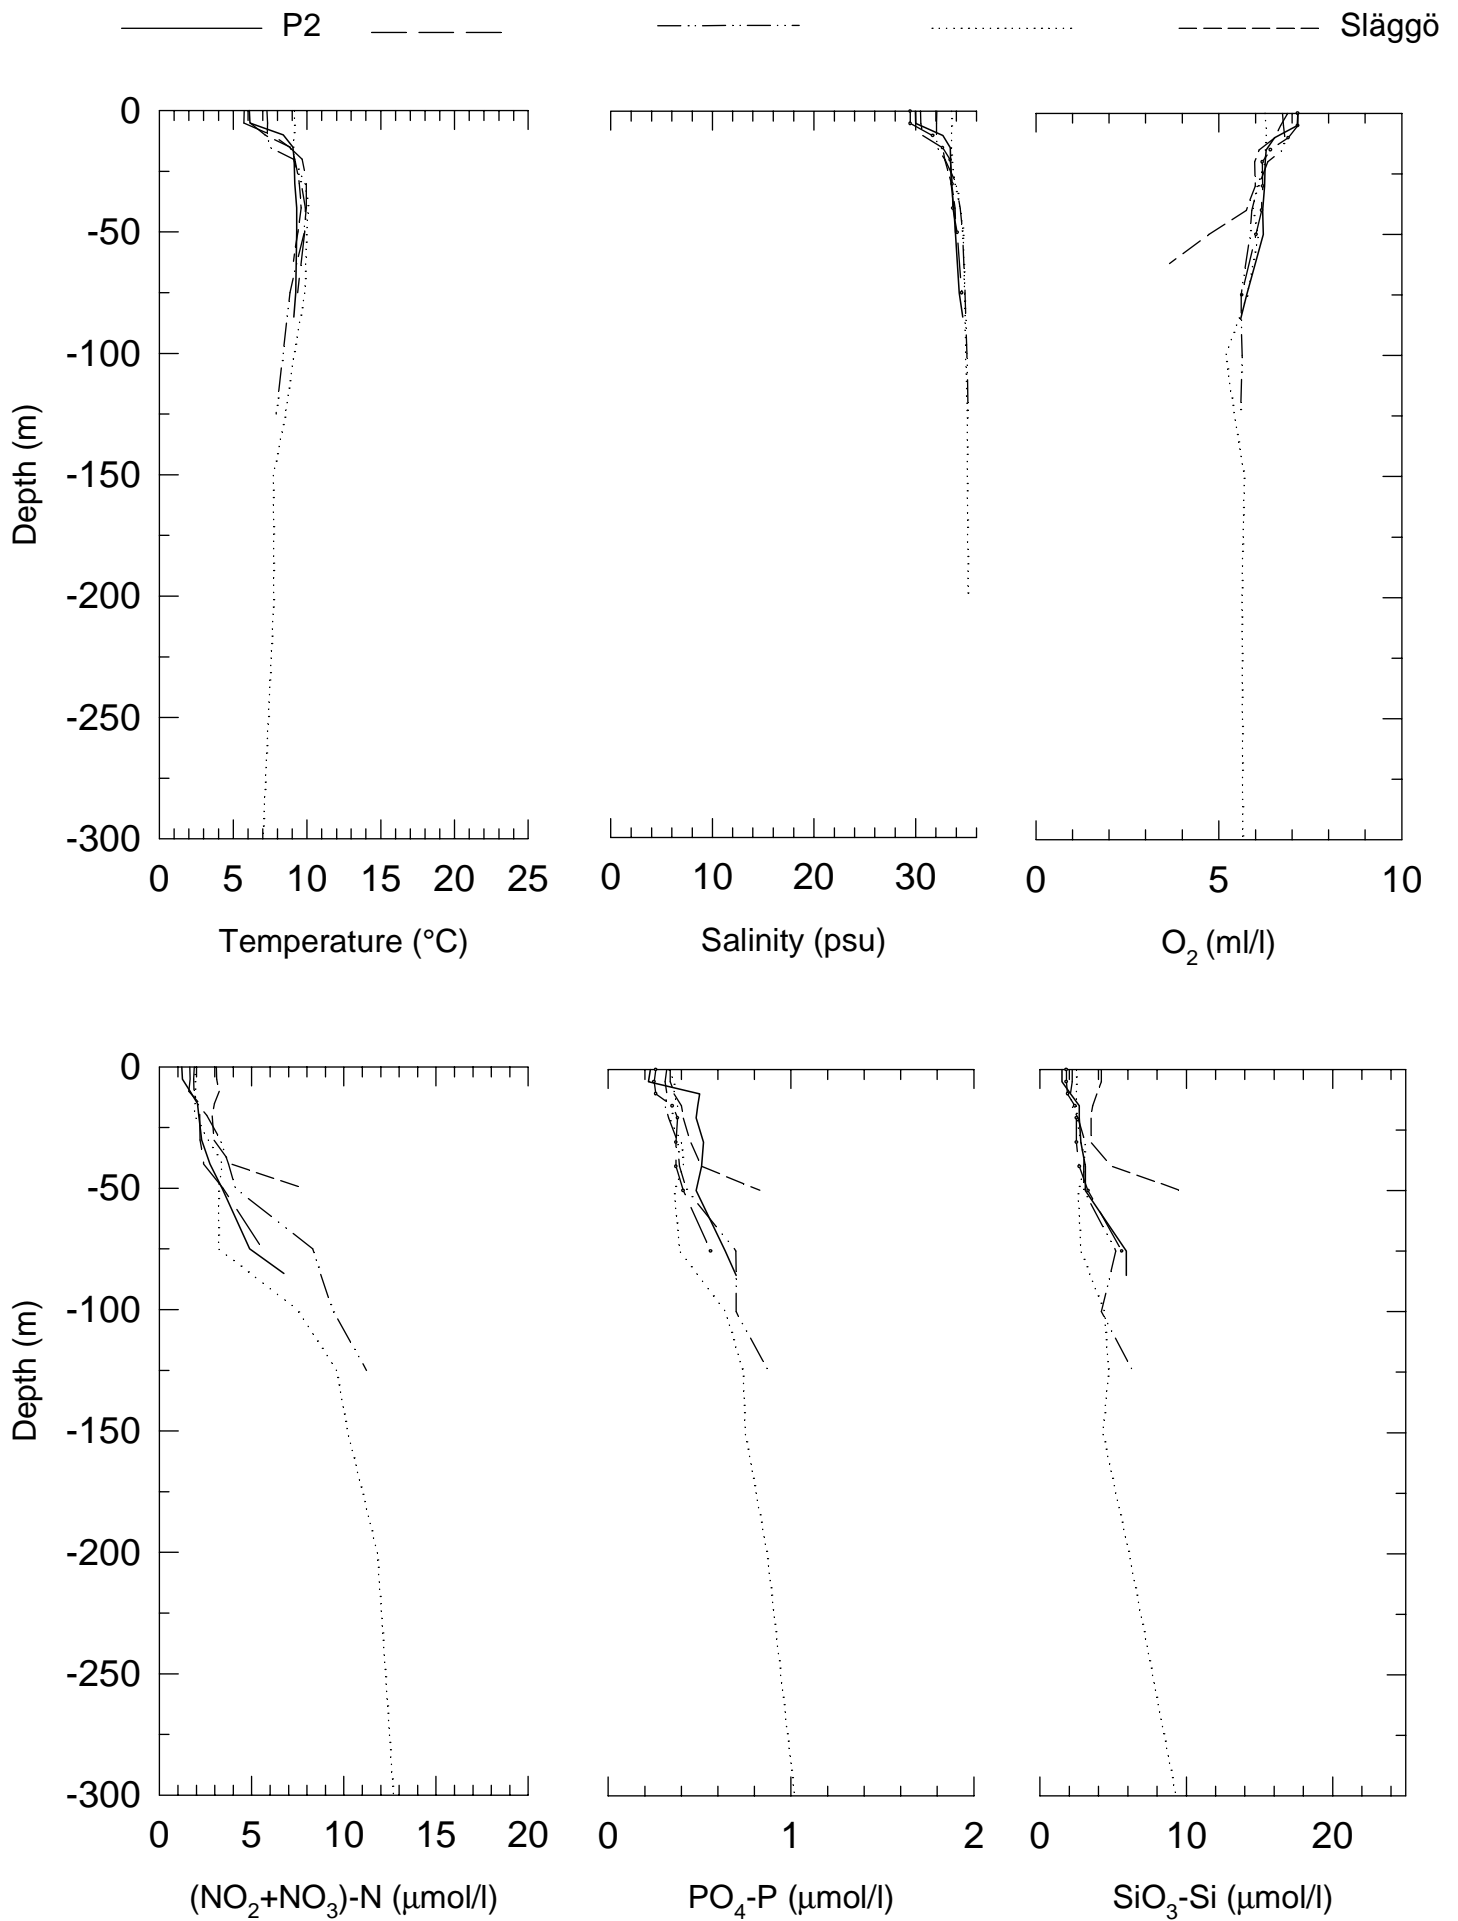 P2 Släggö
0
-50
-100
-150
-200
-250
-300
Depth (m)
0 5 10 15 20 25
Temperature (°C)
0 10 20 30
Salinity (psu)
0 5 10
O2 (ml/l)
0
-50
-100
-150
-200
-250
-300
Depth (m)
0 5 10 15 20
(NO2+NO3)-N (μmol/l)
0 1 2
PO4-P (μmol/l)
0 10 20
SiO3-Si (μmol/l)